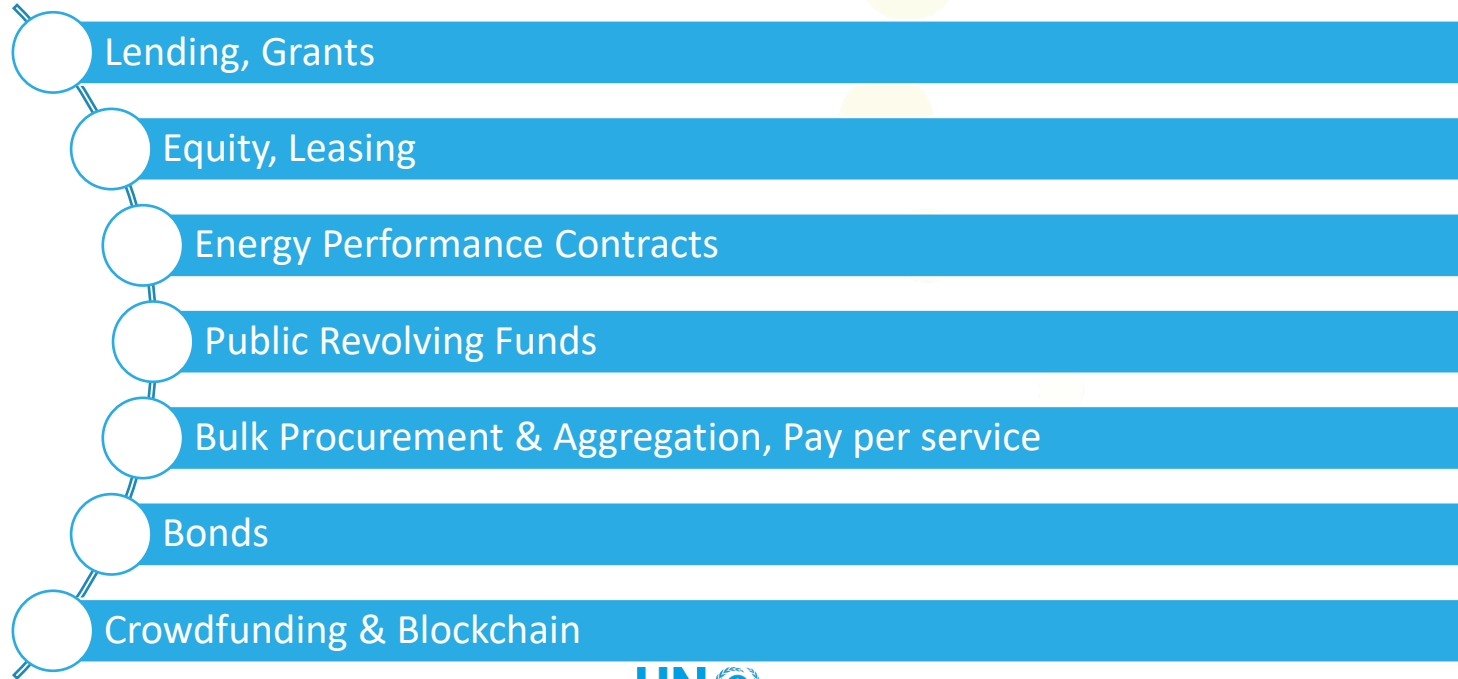 Lending, Grants
Equity, Leasing
Energy Performance Contracts
Public Revolving Funds
Bulk Procurement & Aggregation, Pay per service
Bonds
Crowdfunding & Blockchain
UN